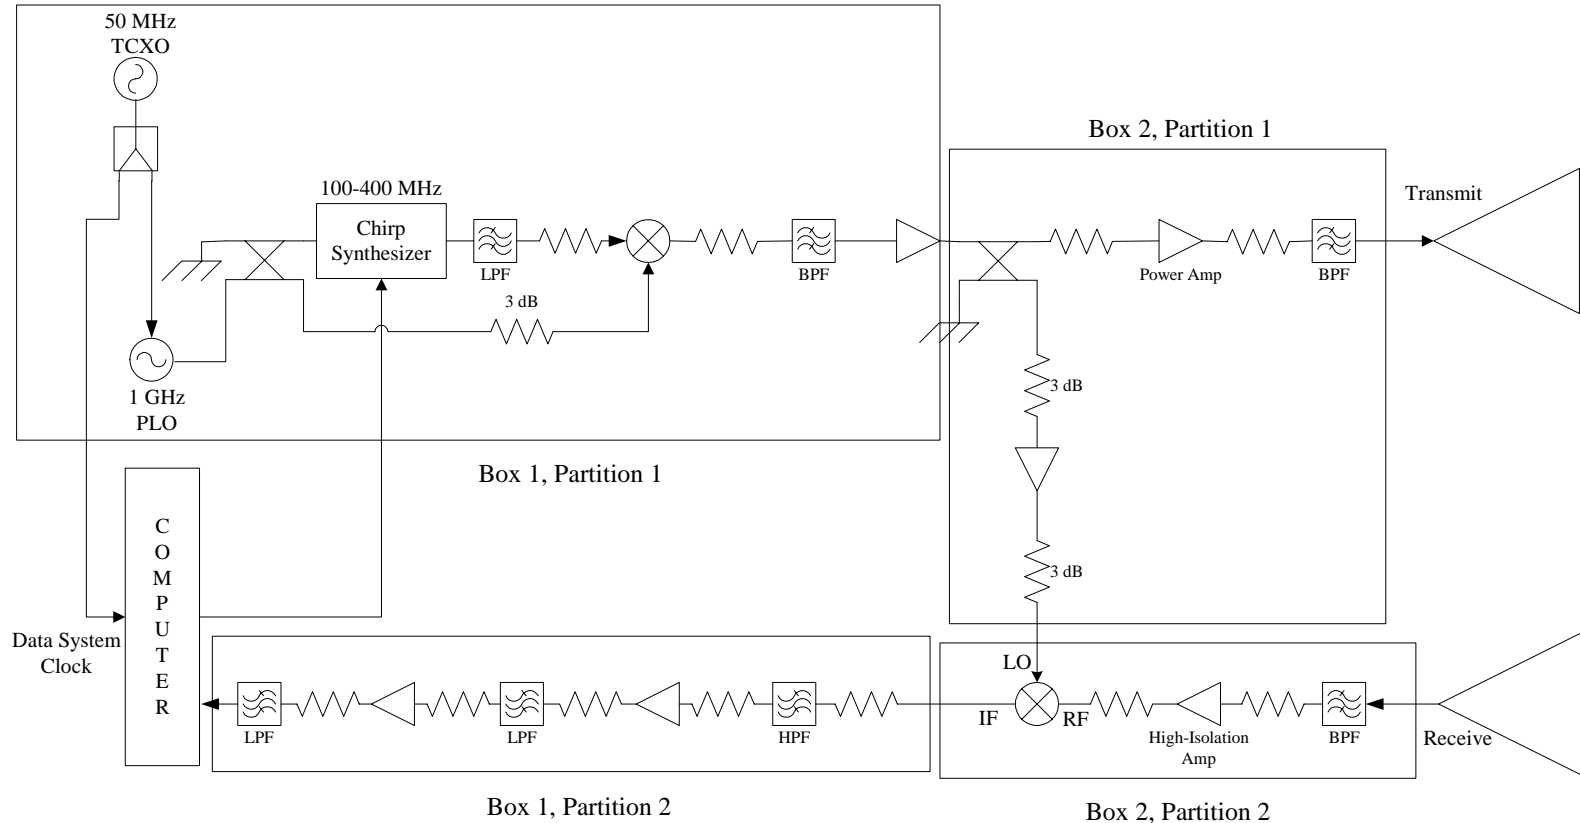 50 MHz
TCXO
Box 2, Partition 1
100-400 MHz
Transmit
Chirp
Synthesizer
LPF
BPF
Power Amp
BPF
3 dB
1 GHz
PLO
3 dB
Box 1, Partition 1
C
O
M
P
U
T
E
R
3 dB
Data System
Clock
LO
IF
RF
LPF
LPF
HPF
High-Isolation
Amp
BPF
Receive
Box 1, Partition 2
Box 2, Partition 2